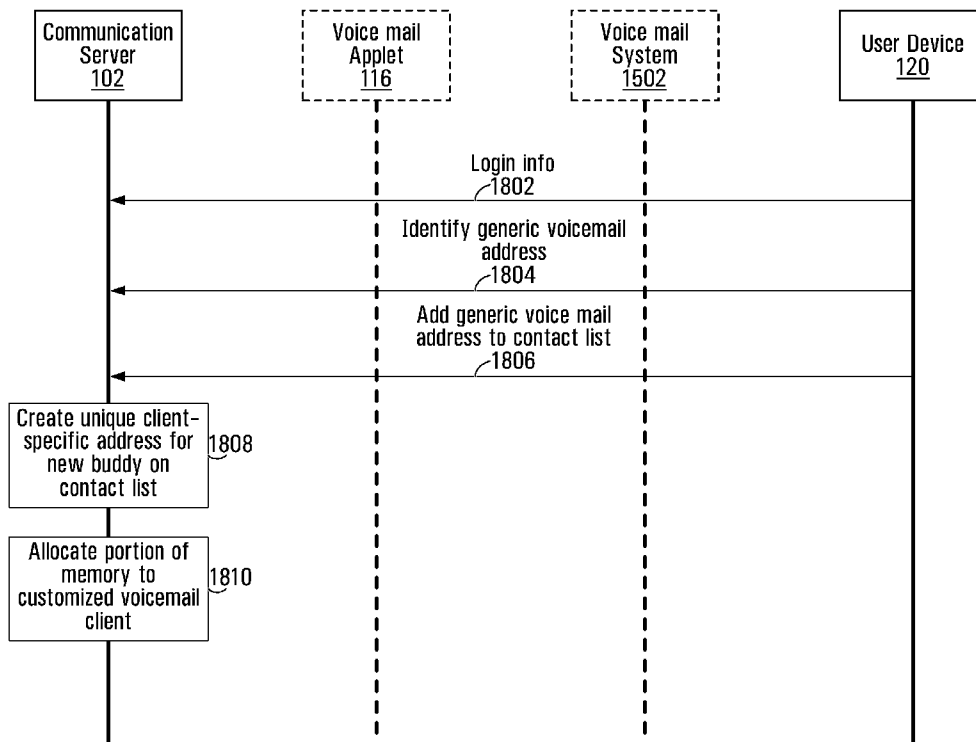 Communication
Server
102
Voice mail
Applet
116
Voice mail
System
1502
User Device
120
Login info
1802
Identify generic voicemail
address
1804
Add generic voice mail
address to contact list
1806
Create unique client-
specific address for
new buddy on
contact list
1808
Allocate portion of
memory to
customized voicemail
client
1810